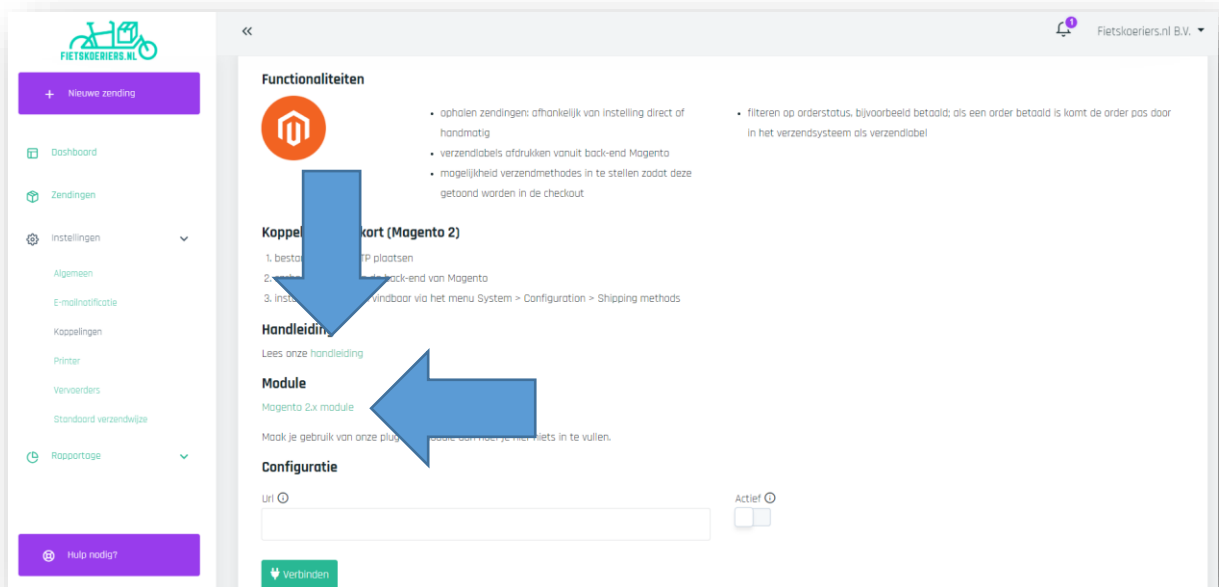 FIETSKOERIERS.NL
+ Nieuwe zending
Dashboard
Zendingen
Instellingen
Algemeen
E-mailnotificatie
Koppelingen
Printer
Vervoerders
Standaard verzendwijze
Rapportage
Hulp nodig?
«
1
Fietskoeriers.nl B.V.
Functionaliteiten
• ophalen zendingen: afhankelijk van instelling direct of
handmatig
• verzendlabels afdrukken vanuit back-end Magento
• mogelijkheid verzendmethodes in te stellen zodat deze
getoond worden in de checkout
• filteren op orderstatus, bijvoorbeeld betaald; als een order betaald is komt de order pas door
in het verzendsysteem als verzendlabel
Koppel kort (Magento 2)
1. besta TP plaatsen
2. back-end van Magento
3. inst vindbaar via het menu System > Configuration > Shipping methods
Handleiding
Lees onze handleiding
Module
Magento 2.x module
Maak je gebruik van onze plug niets in te vullen.
Configuratie
Url
Actief
Verbinden